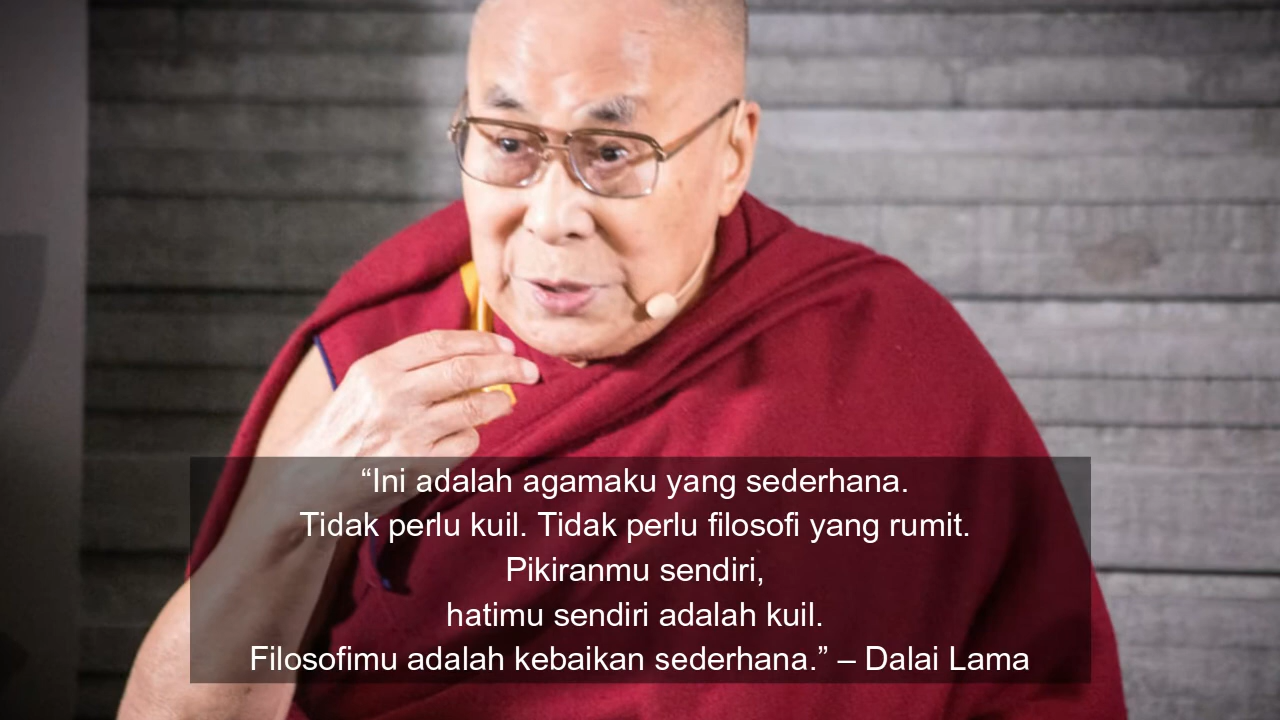 “Ini adalah agamaku yang sederhana.
Tidak perlu kuil. Tidak perlu filosofi yang rumit.
Pikiranmu sendiri,
hatimu sendiri adalah kuil.
Filosofimu adalah kebaikan sederhana.” – Dalai Lama